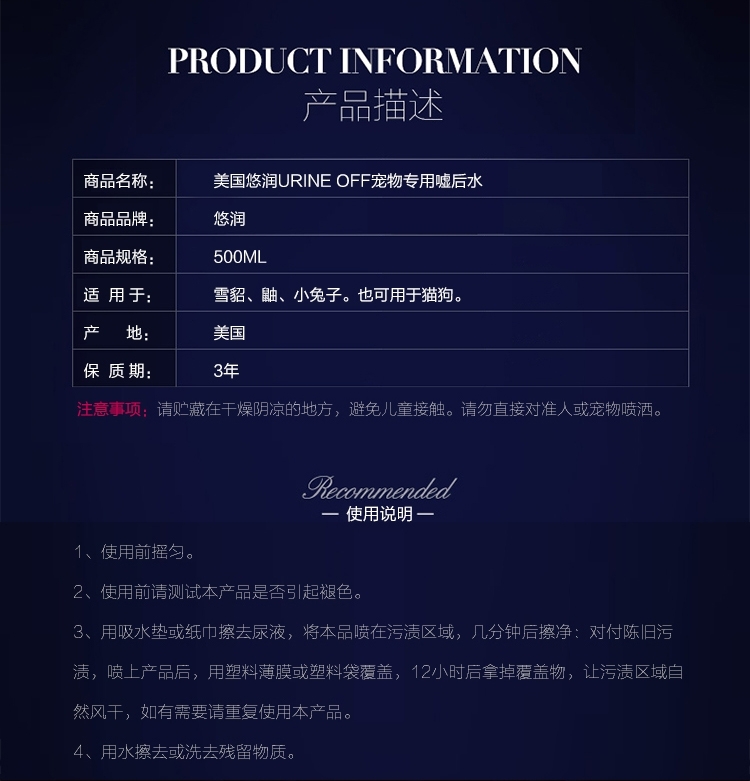 PRODUCT INFORMATION
产品描述
商品名称： 美国悠润URINE OFF宠物专用嘘后水
商品品牌： 悠润
商品规格： 500ML
适 用 于： 雪貂、鼬、小兔子。也可用于猫狗。
产 地： 美国
保 质 期： 3年
注意事项：请贮藏在干燥阴凉的地方，避免儿童接触。请勿直接对准人或宠物喷洒。
Recommended
— 使用说明 —
1、使用前摇匀。
2、使用前请测试本产品是否引起褪色。
3、用吸水垫或纸巾擦去尿液，将本品喷在污渍区域，几分钟后擦净：对付陈旧污
渍，喷上产品后，用塑料薄膜或塑料袋覆盖，12小时后拿掉覆盖物，让污渍区域自
然风干，如有需要请重复使用本产品。
4、用水擦去或洗去残留物质。